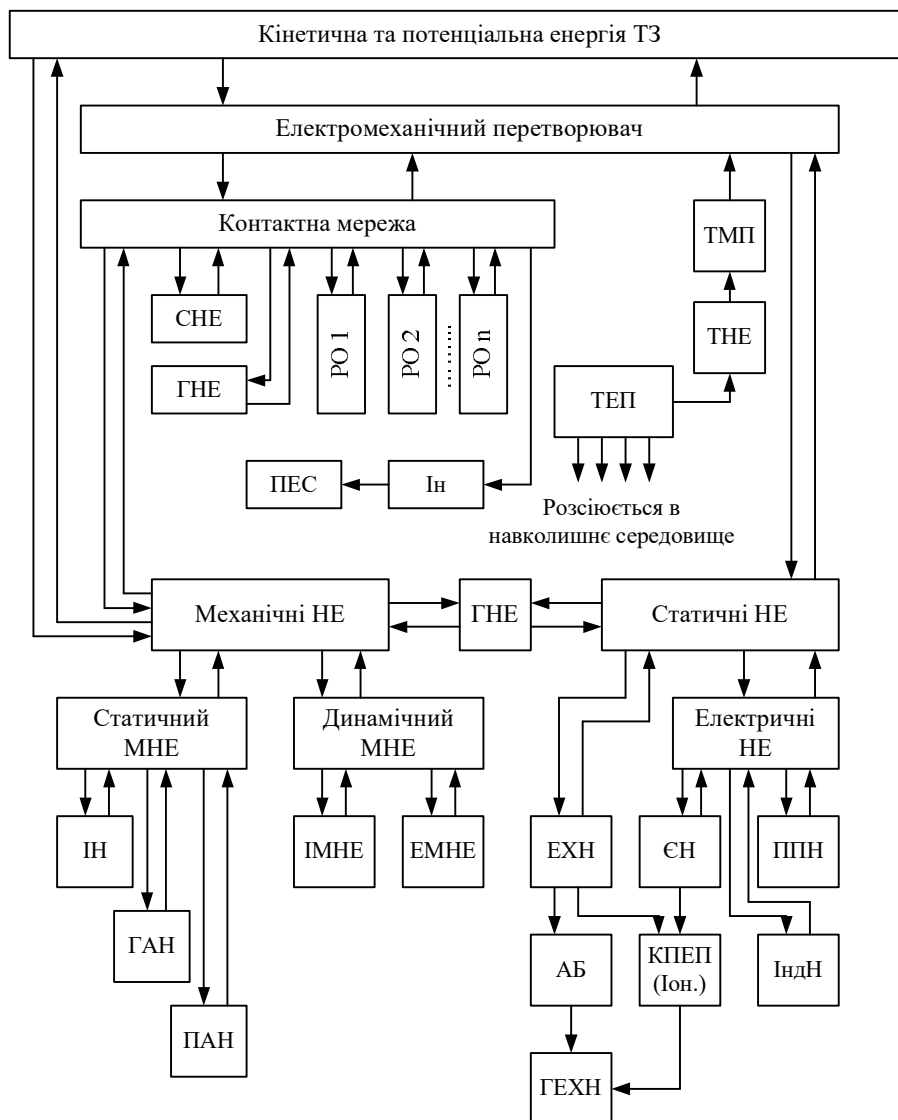 Кінетична та потенціальна енергія ТЗ
Електромеханічний перетворювач
Контактна мережа
ТМП
СНЕ
РО 1
РО 2
РО n
ТНЕ
ГНЕ
ТЕП
ПЕС
Ін
Розсіюється в
навколишнє середовище
Механічні НЕ
ГНЕ
Статичні НЕ
Статичний
МНЕ
Динамічний
МНЕ
Електричні
НЕ
ІН
ІМНЕ
ЕМНЕ
ЕХН
ЄН
ППН
ГАН
АБ
КПЕП
(Іон.)
ІндН
ПАН
ГЕХН